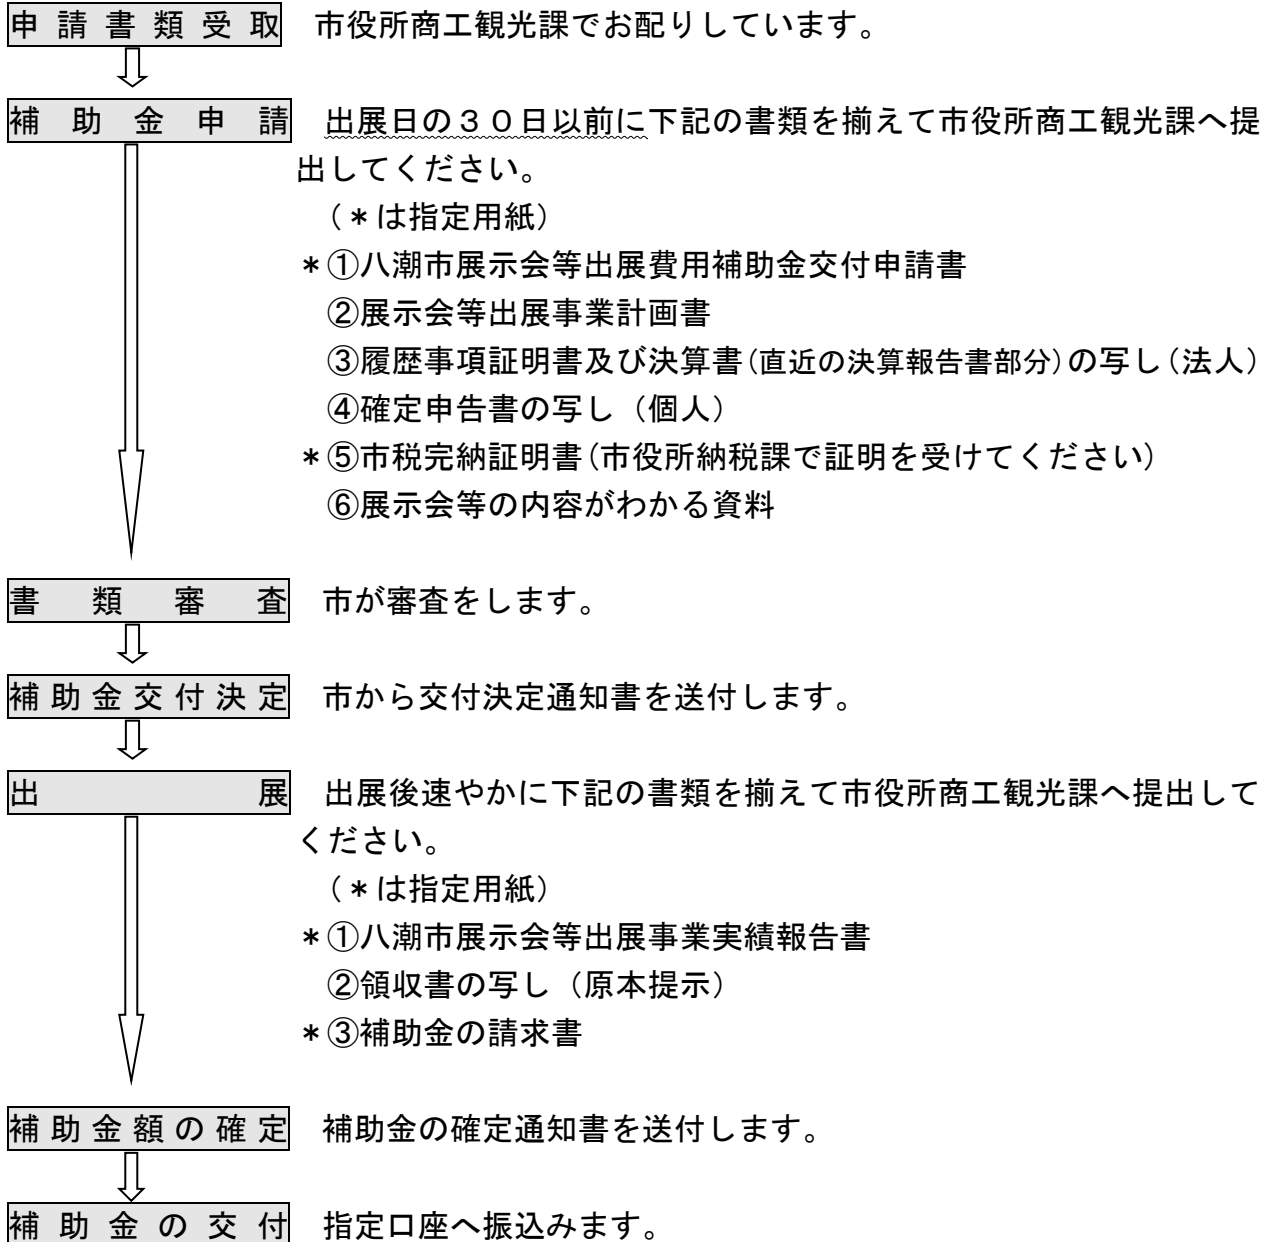 申請書類受取　市役所商工観光課でお配りしています。
補助金申請　出展日の３０日以前に下記の書類を揃えて市役所商工観光課へ提
出してください。
（＊は指定用紙）
＊①八潮市展示会等出展費用補助金交付申請書
②展示会等出展事業計画書
③履歴事項証明書及び決算書(直近の決算報告書部分)の写し（法人）
④確定申告書の写し（個人）
＊⑤市税完納証明書(市役所納税課で証明を受けてください）
⑥展示会等の内容がわかる資料
書類審査　市が審査をします。
補助金交付決定　市から交付決定通知書を送付します。
出展　出展後速やかに下記の書類を揃えて市役所商工観光課へ提出して
ください。
（＊は指定用紙）
＊①八潮市展示会等出展事業実績報告書
②領収書の写し（原本提示）
＊③補助金の請求書
補助金額の確定　補助金の確定通知書を送付します。
補助金の交付　指定口座へ振込みます。